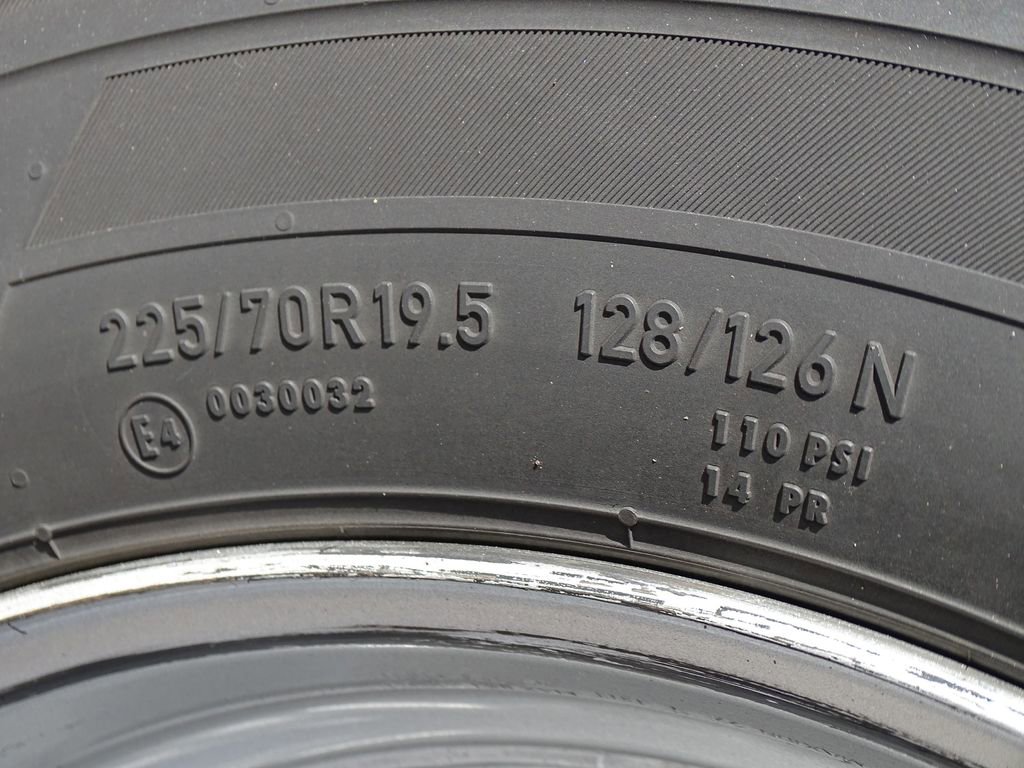 225/70R19.5 128/126 N
E4 0030032
110 PSI
14 PR